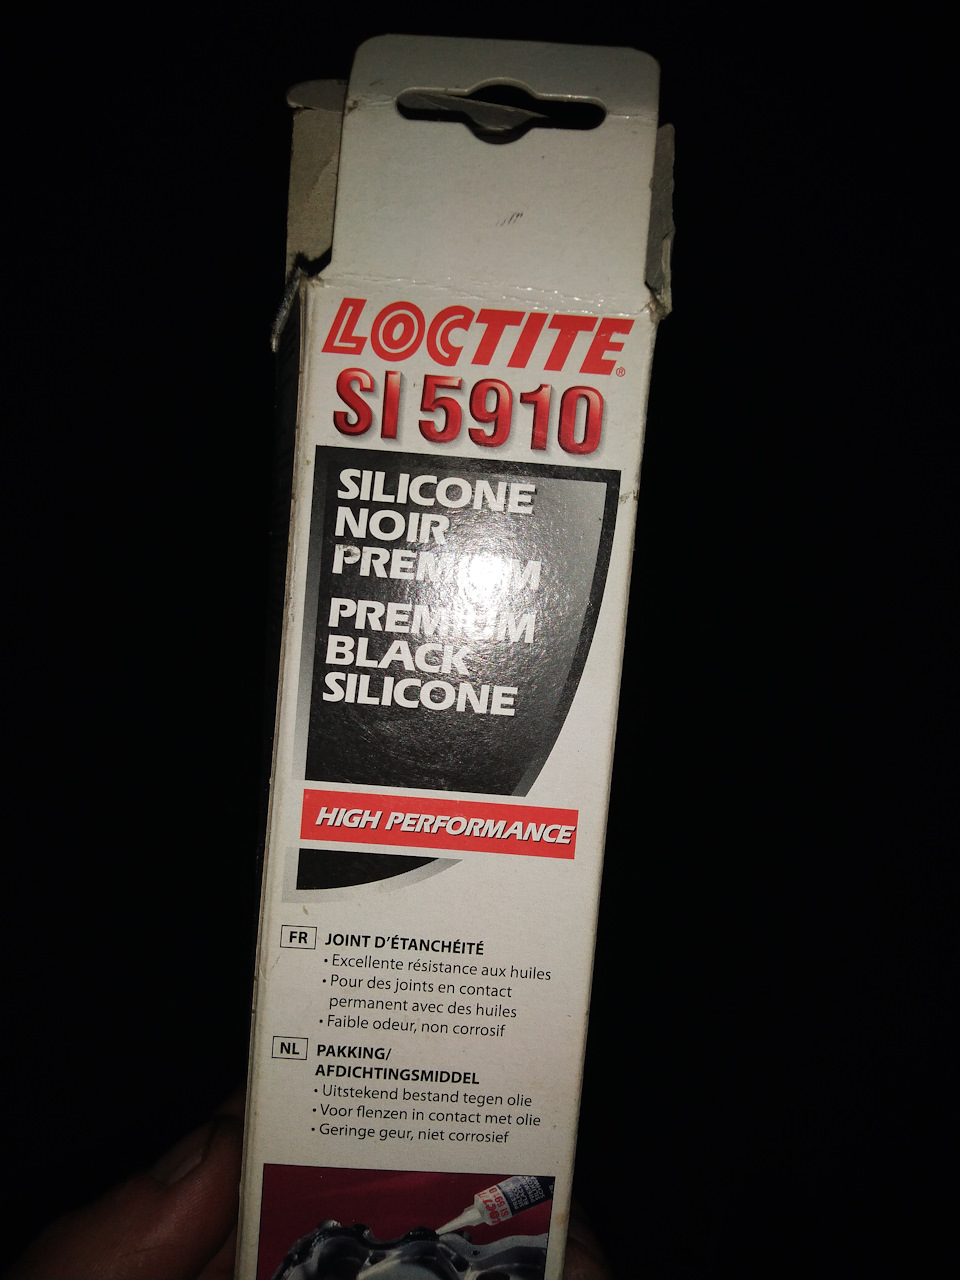 LOCTITE®
SI 5910
SILICONE
NOIR
PREMIUM
PREMIUM
BLACK
SILICONE
HIGH PERFORMANCE
FR JOINT D'ÉTANCHÉITÉ
• Excellente résistance aux huiles
• Pour des joints en contact
permanent avec des huiles
• Faible odeur, non corrosif
NL PAKKING/
AFDICHTINGSMIDDEL
• Uitstekend bestand tegen olie
• Voor flenzen in contact met olie
• Geringe geur, niet corrosief